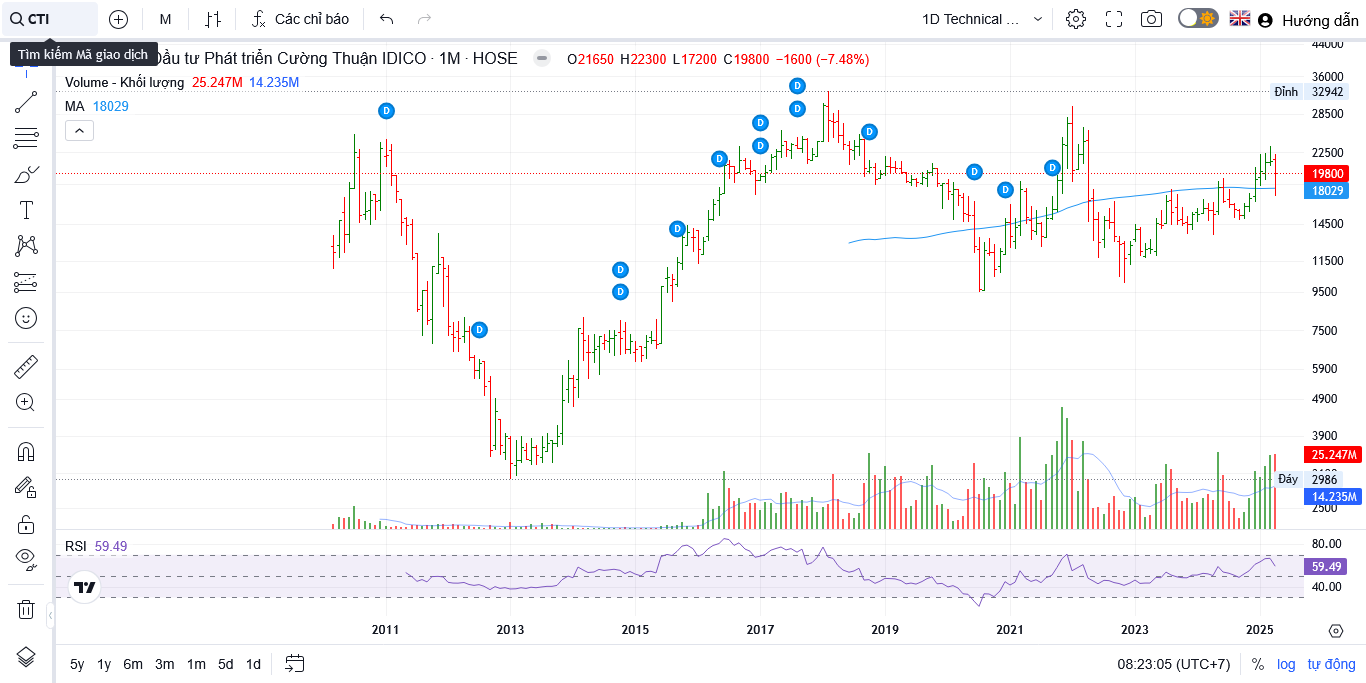 CTI
M
Các chỉ báo
1D Technical ...
Hướng dẫn
Tìm kiếm Mã giao dịch
Đầu tư Phát triển Cường Thuận IDICO · 1M · HOSE
O21650 H22300 L17200 C19800 −1600 (−7.48%)
Volume - Khối lượng 25.247M 14.235M
MA 18029
44000
36000
Đỉnh 32942
28500
22500
19800
18029
14500
11500
9500
7500
5900
4900
3900
25.247M
Đáy 2986
14.235M
2500
D
D
D
D
D
D
D
D
D
D
D
D
D
D
RSI 59.49
80.00
59.49
40.00
2011 2013 2015 2017 2019 2021 2023 2025
5y 1y 6m 3m 1m 5d 1d
08:23:05 (UTC+7) % log tự động